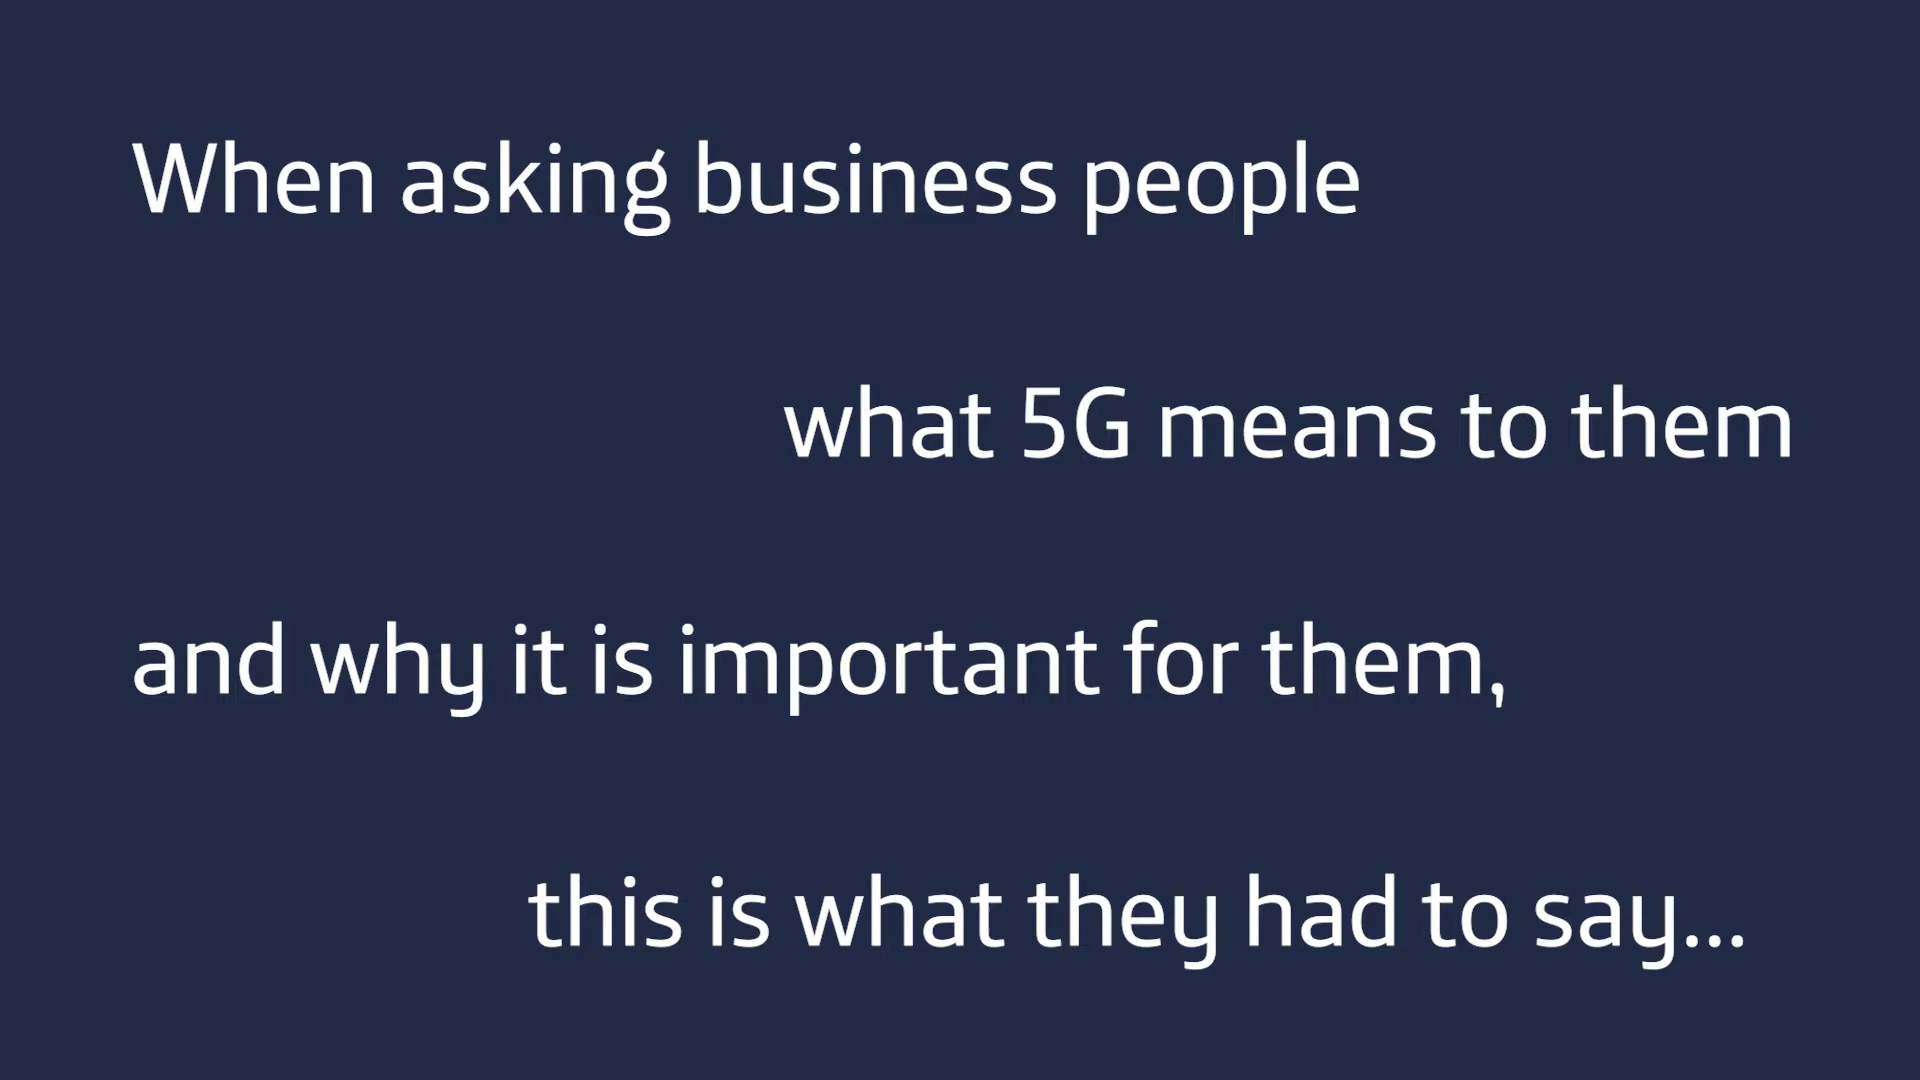 When asking business people
what 5G means to them
and why it is important for them,
this is what they had to say...